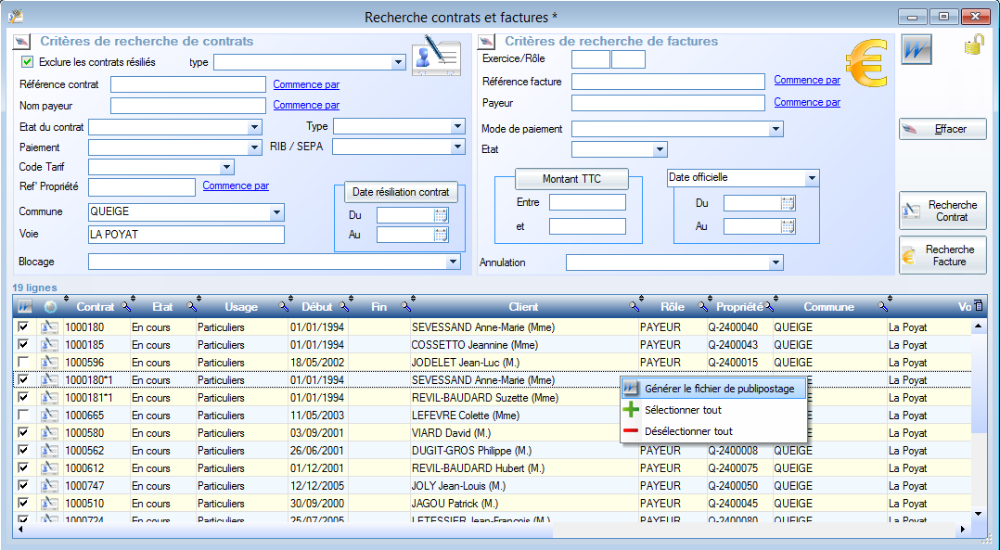 Recherche contrats et factures *
Critères de recherche de contrats
Exclure les contrats résiliés type
Référence contrat Commence par
Nom payeur Commence par
Etat du contrat Type
Paiement RIB / SEPA
Code Tarif
Ref' Propriété Commence par
Commune QUEIGE
Voie LA POYAT
Date résiliation contrat
Du
Au
Blocage
Critères de recherche de factures
Exercice/Rôle
Référence facture Commence par
Payeur Commence par
Mode de paiement
Etat
Montant TTC
Entre
et
Date officielle
Du
Au
Annulation
Effacer
Recherche
Contrat
Recherche
Facture
19 lignes
Contrat Etat Usage Début Fin Client Rôle Propriété Commune Vo
1000180 En cours Particuliers 01/01/1994 SEVESSAND Anne-Marie (Mme) PAYEUR Q-2400040 QUEIGE La Poyat
1000185 En cours Particuliers 01/01/1994 COSSETTO Jeannine (Mme) PAYEUR Q-2400043 QUEIGE La Poyat
1000596 En cours Particuliers 18/05/2002 JODELET Jean-Luc (M.) PAYEUR Q-2400015 QUEIGE La Poyat
1000180*1 En cours Particuliers 01/01/1994 SEVESSAND Anne-Marie (Mme) La Poyat
1000181*1 En cours Particuliers 01/01/1994 REVIL-BAUDARD Suzette (Mme) La Poyat
1000665 En cours Particuliers 11/05/2003 LEFEVRE Colette (Mme) La Poyat
1000580 En cours Particuliers 03/09/2001 VIARD David (M.) La Poyat
1000562 En cours Particuliers 26/06/2001 DUGIT-GROS Philippe (M.) PAYEUR Q-2400008 QUEIGE La Poyat
1000612 En cours Particuliers 01/12/2001 REVIL-BAUDARD Hubert (M.) PAYEUR Q-2400075 QUEIGE La Poyat
1000747 En cours Particuliers 12/12/2005 JOLY Jean-Louis (M.) PAYEUR Q-2400050 QUEIGE La Poyat
1000510 En cours Particuliers 30/09/2000 JAGOU Patrick (M.) PAYEUR Q-2400045 QUEIGE La Poyat
1000724 En cours Particuliers 25/07/2005 LETESSIER Jean-François (M.) PAYEUR Q-2400080 QUEIGE La Poyat
Générer le fichier de publipostage
Sélectionner tout
Désélectionner tout